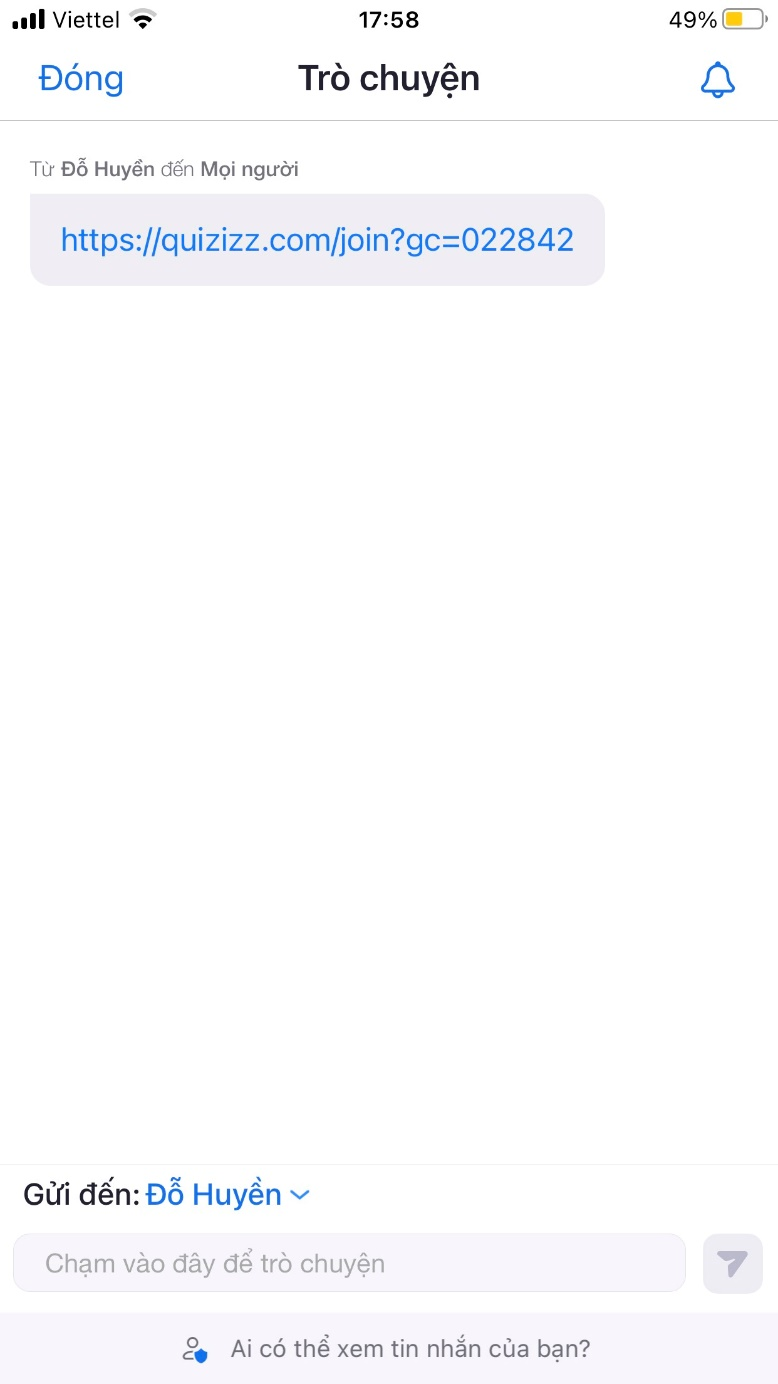 Viettel 17:58 49%
Đóng Trò chuyện
Từ Đỗ Huyền đến Mọi người
https://quizizz.com/join?gc=022842
Gửi đến: Đỗ Huyền
Chạm vào đây để trò chuyện
Ai có thể xem tin nhắn của bạn?